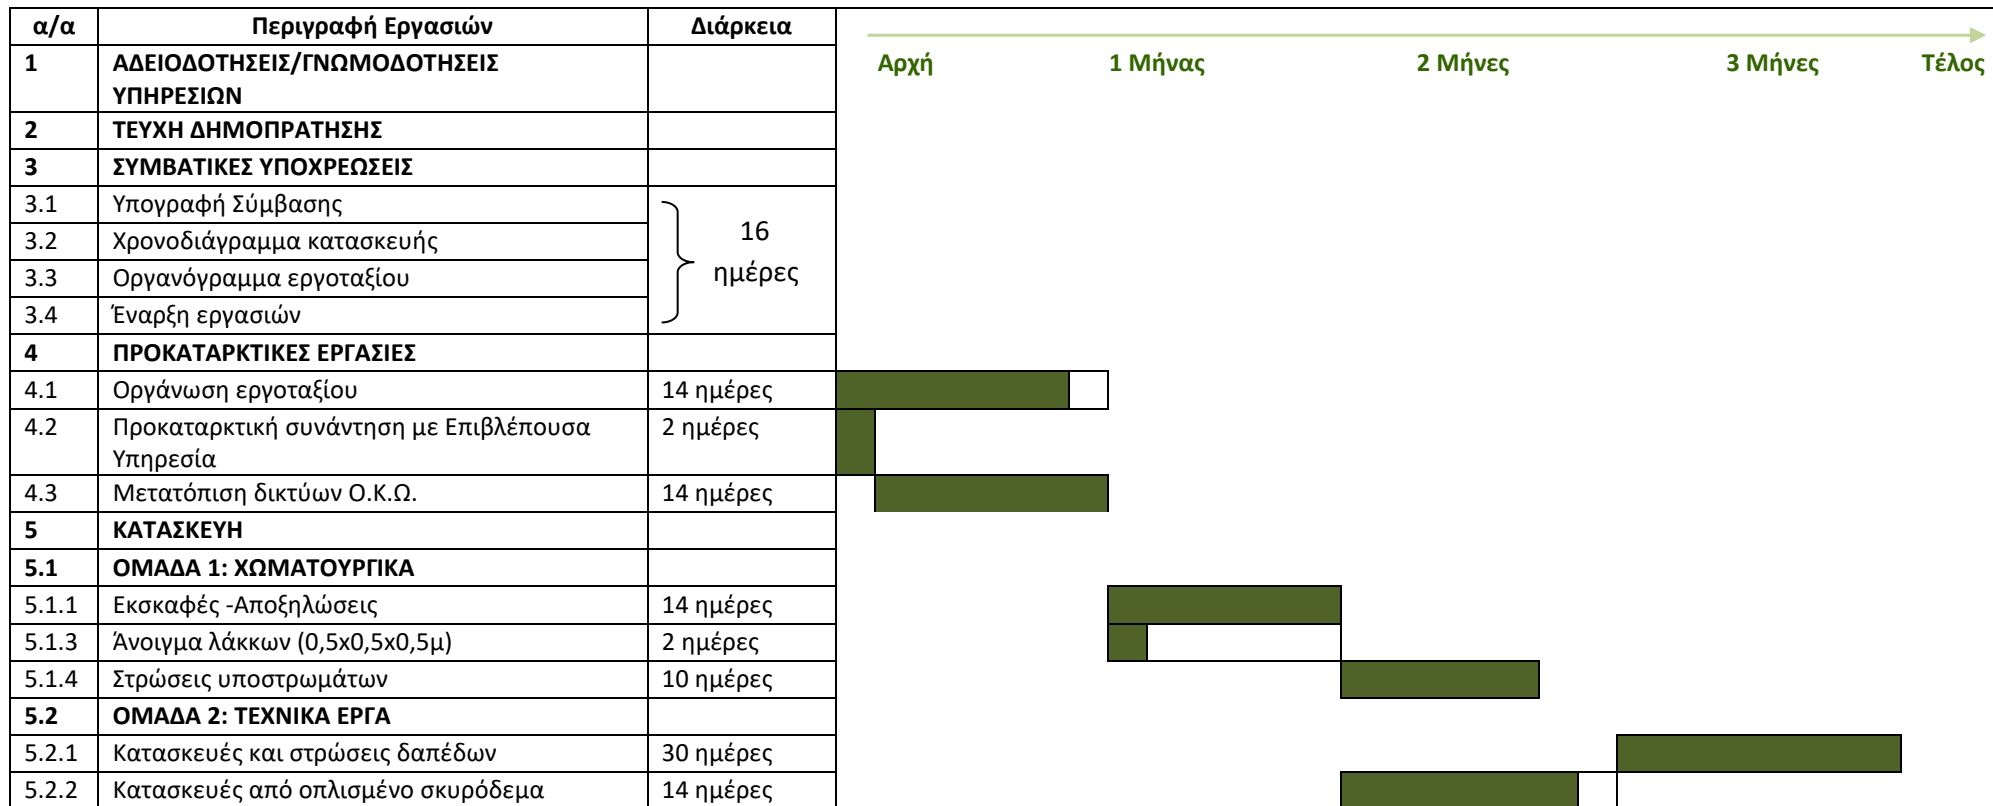 α/α Περιγραφή Εργασιών Διάρκεια
1 ΑΔΕΙΟΔΟΤΗΣΕΙΣ/ΓΝΩΜΟΔΟΤΗΣΕΙΣ Αρχή 1 Μήνας 2 Μήνες 3 Μήνες Τέλος
ΥΠΗΡΕΣΙΩΝ
2 ΤΕΥΧΗ ΔΗΜΟΠΡΑΤΗΣΗΣ
3 ΣΥΜΒΑΤΙΚΕΣ ΥΠΟΧΡΕΩΣΕΙΣ
3.1 Υπογραφή Σύμβασης
3.2 Χρονοδιάγραμμα κατασκευής 16
3.3 Οργανόγραμμα εργοταξίου ημέρες
3.4 Έναρξη εργασιών
4 ΠΡΟΚΑΤΑΡΚΤΙΚΕΣ ΕΡΓΑΣΙΕΣ
4.1 Οργάνωση εργοταξίου 14 ημέρες
4.2 Προκαταρκτική συνάντηση με Επιβλέπουσα 2 ημέρες
Υπηρεσία
4.3 Μετατόπιση δικτύων Ο.Κ.Ω. 14 ημέρες
5 ΚΑΤΑΣΚΕΥΗ
5.1 ΟΜΑΔΑ 1: ΧΩΜΑΤΟΥΡΓΙΚΑ
5.1.1 Εκσκαφές -Αποξηλώσεις 14 ημέρες
5.1.3 Άνοιγμα λάκκων (0,5x0,5x0,5μ) 2 ημέρες
5.1.4 Στρώσεις υποστρωμάτων 10 ημέρες
5.2 ΟΜΑΔΑ 2: ΤΕΧΝΙΚΑ ΕΡΓΑ
5.2.1 Κατασκευές και στρώσεις δαπέδων 30 ημέρες
5.2.2 Κατασκευές από οπλισμένο σκυρόδεμα 14 ημέρες